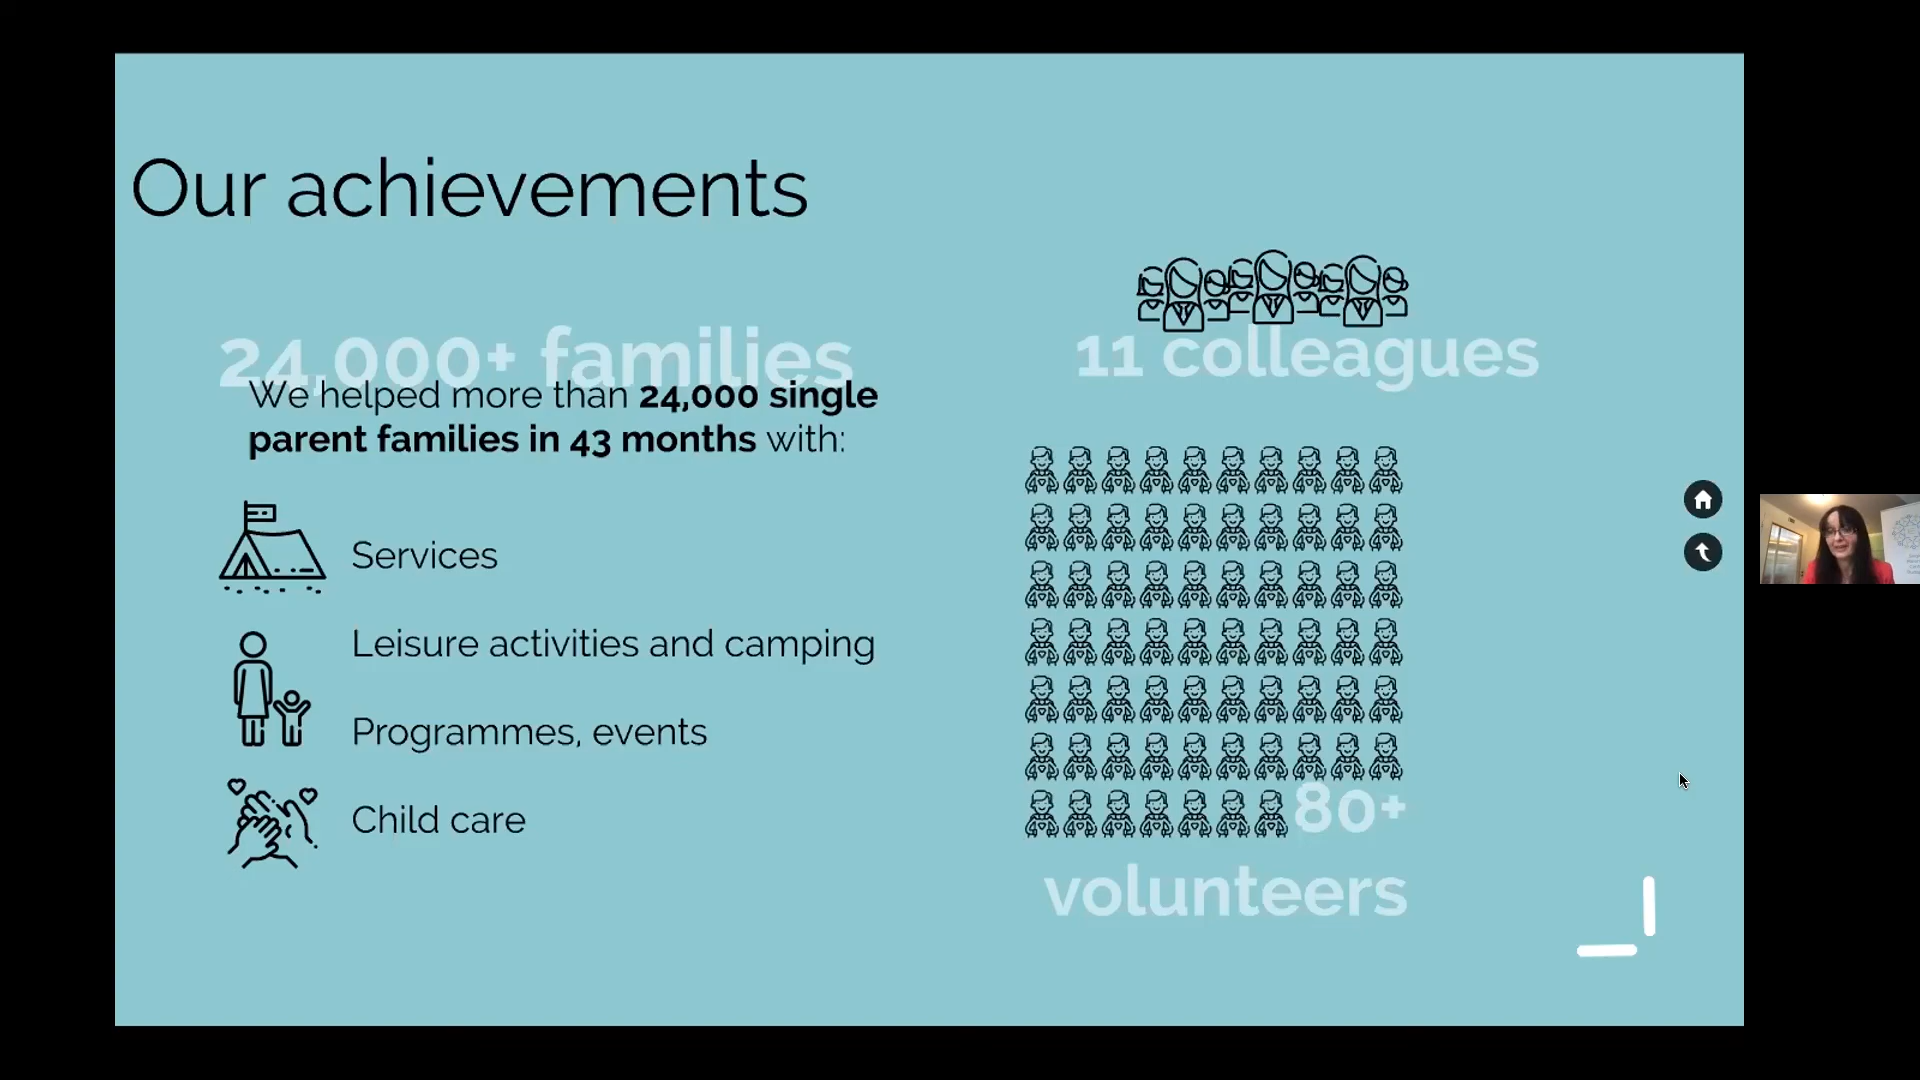 Our achievements
24,000+ families
We helped more than 24,000 single
parent families in 43 months with:
Services
Leisure activities and camping
Programmes, events
Child care
11 colleagues
80+
volunteers